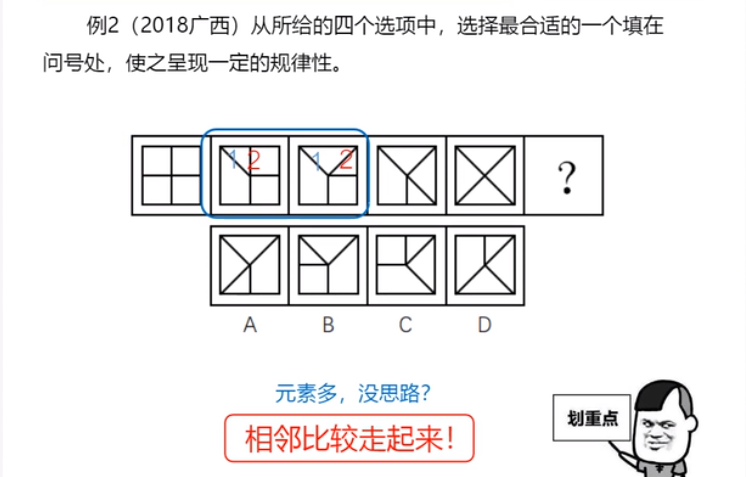 例2（2018广西）从所给的四个选项中，选择最合适的一个填在
问号处，使之呈现一定的规律性。
1 2 1 2 ?
A B C D
元素多，没思路？
相邻比较走起来！
划重点